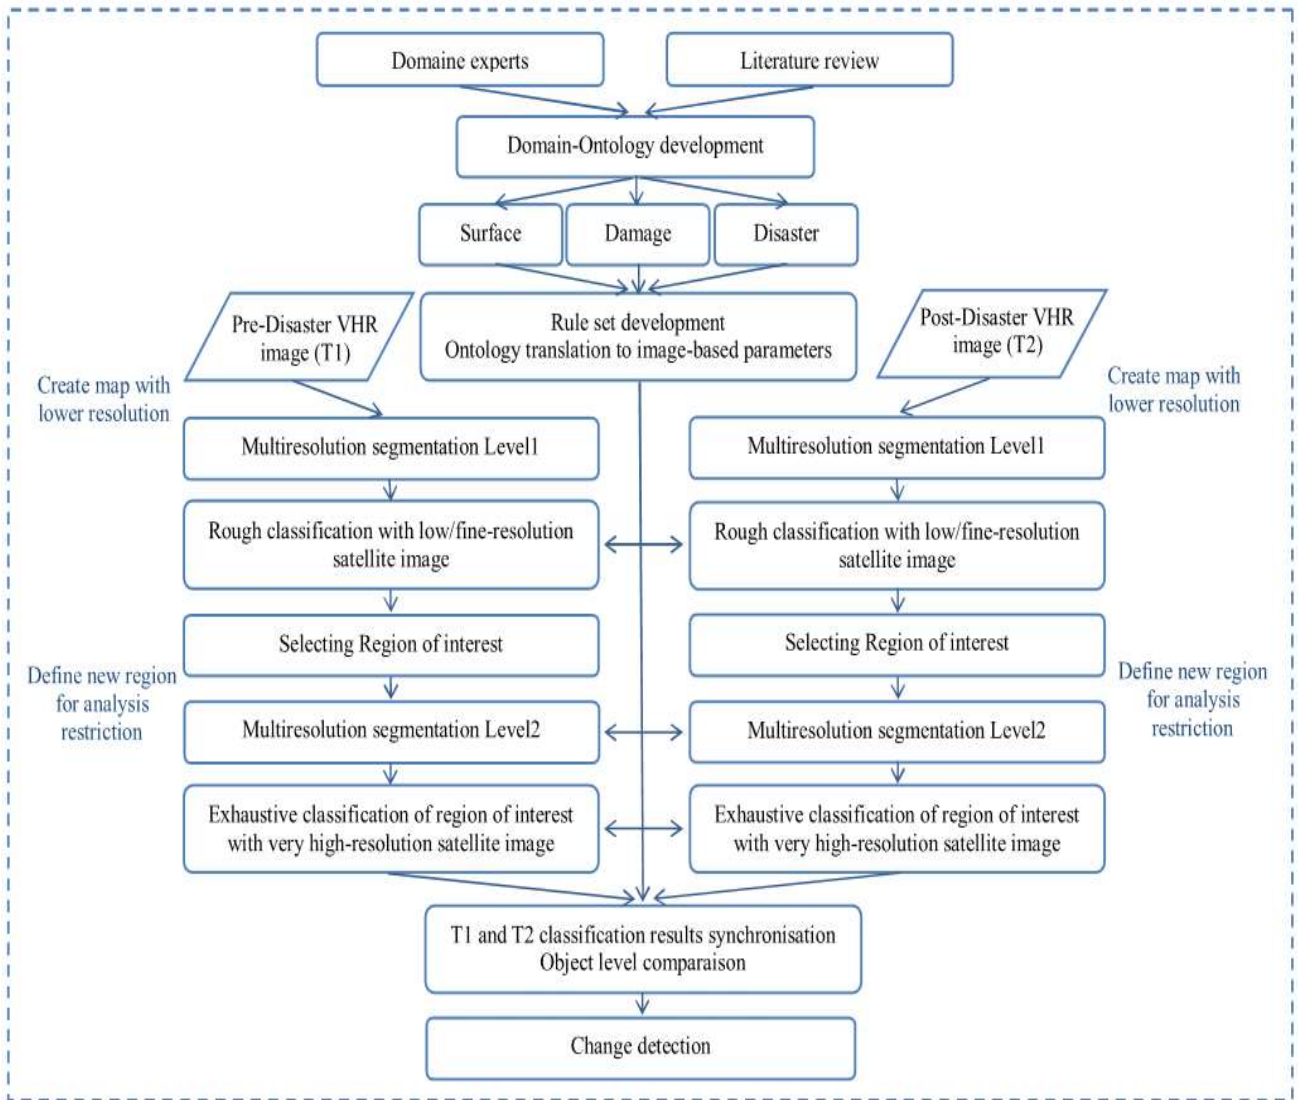 Domaine experts
Literature review
Domain-Ontology development
Surface
Damage
Disaster
Pre-Disaster VHR
image (T1)
Rule set development
Ontology translation to image-based parameters
Post-Disaster VHR
image (T2)
Create map with
lower resolution
Create map with
lower resolution
Multiresolution segmentation Level1
Multiresolution segmentation Level1
Rough classification with low/fine-resolution
satellite image
Rough classification with low/fine-resolution
satellite image
Selecting Region of interest
Selecting Region of interest
Define new region
for analysis
restriction
Define new region
for analysis
restriction
Multiresolution segmentation Level2
Multiresolution segmentation Level2
Exhaustive classification of region of interest
with very high-resolution satellite image
Exhaustive classification of region of interest
with very high-resolution satellite image
T1 and T2 classification results synchronisation
Object level comparaison
Change detection